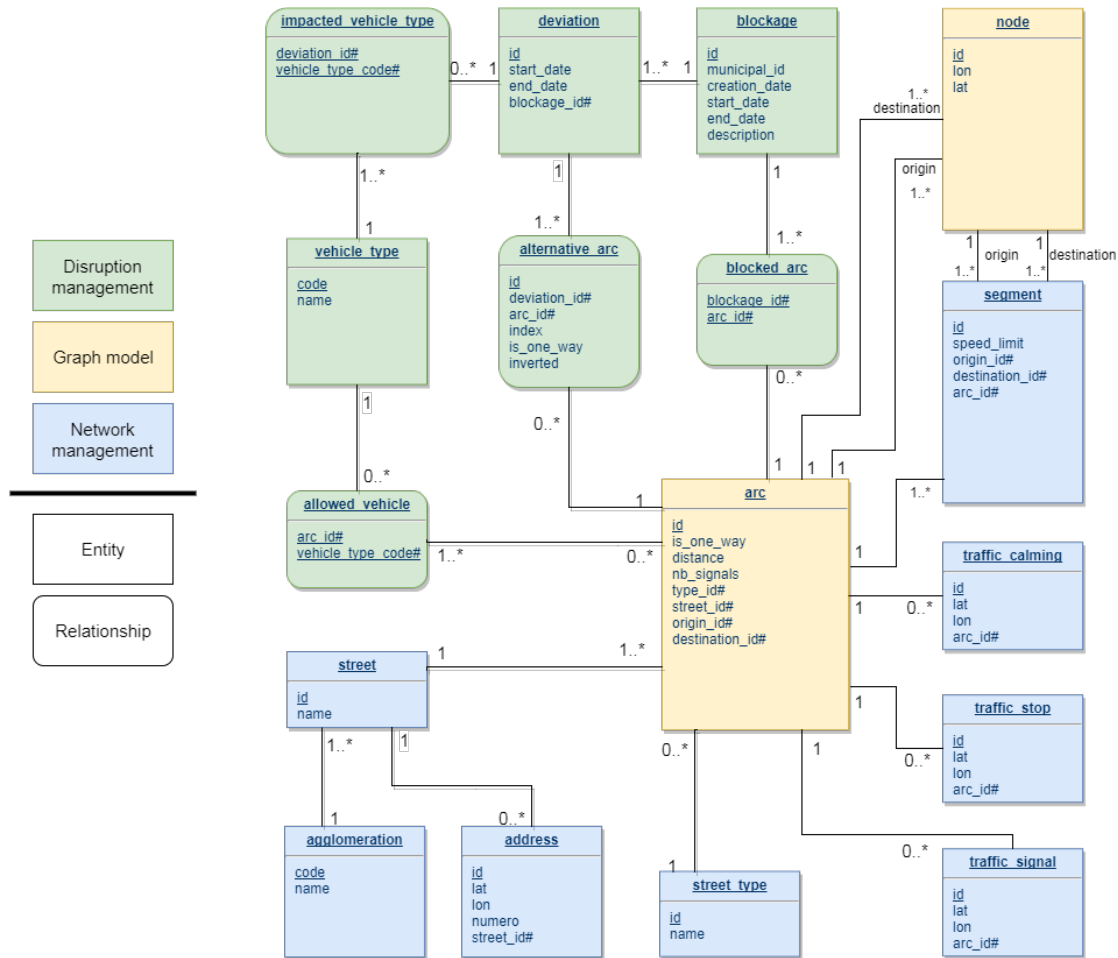 impacted_vehicle_type
deviation_id#
vehicle_type_code#
0..*
1
deviation
id
start_date
end_date
blockage_id#
1..*
1
blockage
id
municipal_id
creation_date
start_date
end_date
description
node
id
lon
lat
1..*
destination
origin
1..*
1..*
1
1
1..*
1
1..*
Disruption
management
Graph model
Network
management
Entity
Relationship
vehicle_type
code
name
alternative_arc
id
deviation_id#
arc_id#
index
is_one_way
inverted
blocked_arc
blockage_id#
arc_id#
1
origin
1
destination
1..*
1..*
segment
id
speed_limit
origin_id#
destination_id#
arc_id#
1
0..*
0..*
0..*
1
1
1
1..*
allowed_vehicle
arc_id#
vehicle_type_code#
1..*
0..*
1
arc
id
is_one_way
distance
nb_signals
type_id#
street_id#
origin_id#
destination_id#
1
1
0..*
traffic_calming
id
lat
lon
arc_id#
street
id
name
1
1..*
1
0..*
traffic_stop
id
lat
lon
arc_id#
1..*
1
0..*
1
1
0..*
0..*
1
agglomeration
code
name
address
id
lat
lon
numero
street_id#
street_type
id
name
traffic_signal
id
lat
lon
arc_id#